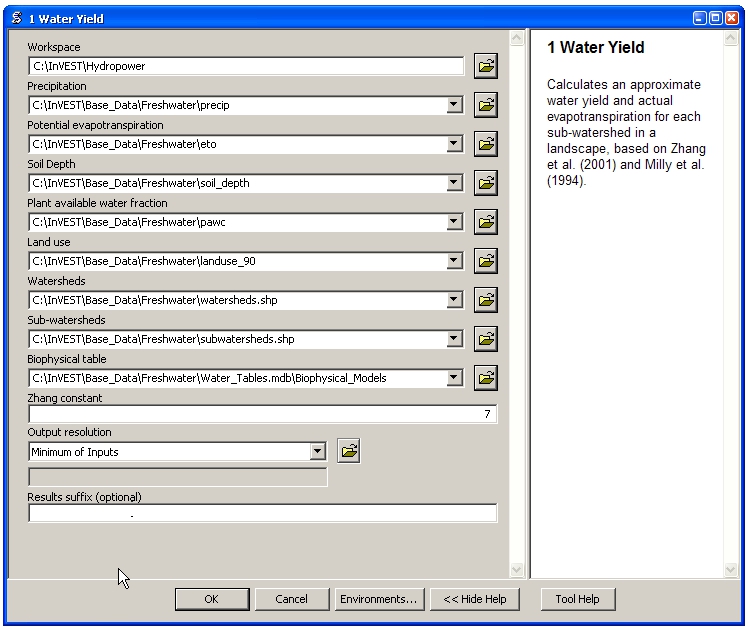 1 Water Yield
Workspace
C:\InVEST\Hydropower
Precipitation
C:\InVEST\Base_Data\Freshwater\precip
Potential evapotranspiration
C:\InVEST\Base_Data\Freshwater\eto
Soil Depth
C:\InVEST\Base_Data\Freshwater\soil_depth
Plant available water fraction
C:\InVEST\Base_Data\Freshwater\pawc
Land use
C:\InVEST\Base_Data\Freshwater\landuse_90
Watersheds
C:\InVEST\Base_Data\Freshwater\watersheds.shp
Sub-watersheds
C:\InVEST\Base_Data\Freshwater\subwatersheds.shp
Biophysical table
C:\InVEST\Base_Data\Freshwater\Water_Tables.mdb\Biophysical_Models
Zhang constant
7
Output resolution
Minimum of Inputs
Results suffix (optional)
.
1 Water Yield
Calculates an approximate
water yield and actual
evapotranspiration for each
sub-watershed in a
landscape, based on Zhang
et al. (2001) and Milly et al.
(1994).
OK
Cancel
Environments...
<< Hide Help
Tool Help